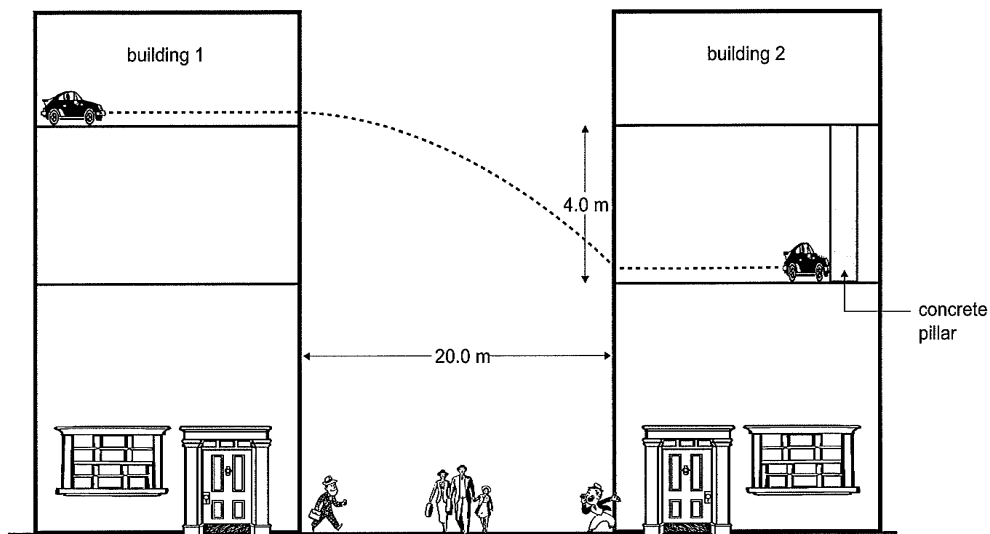 building 1
building 2
4.0 m
concrete
pillar
20.0 m